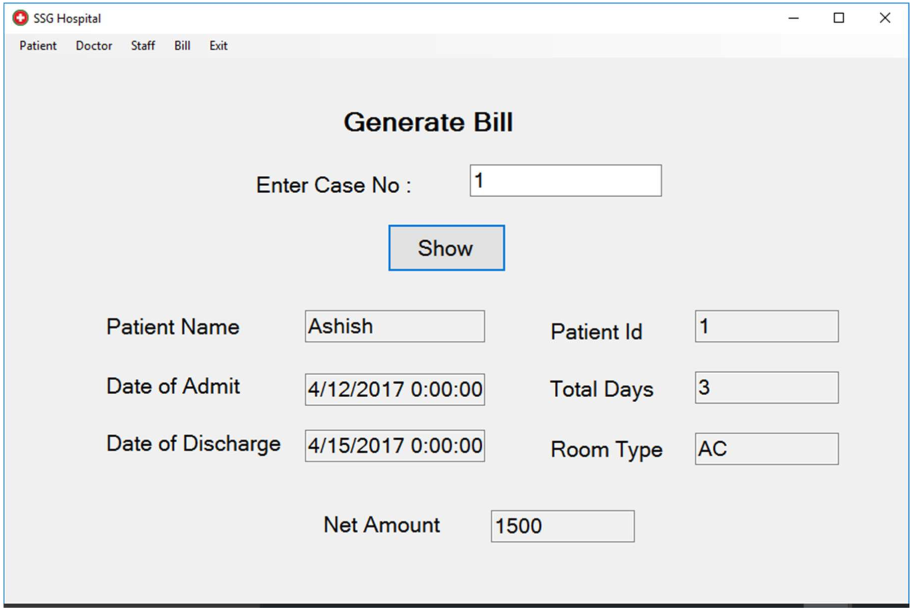 SSG Hospital
Patient Doctor Staff Bill Exit
Generate Bill
Enter Case No : 1
Show
Patient Name Ashish Patient Id 1
Date of Admit 4/12/2017 0:00:00 Total Days 3
Date of Discharge 4/15/2017 0:00:00 Room Type AC
Net Amount 1500